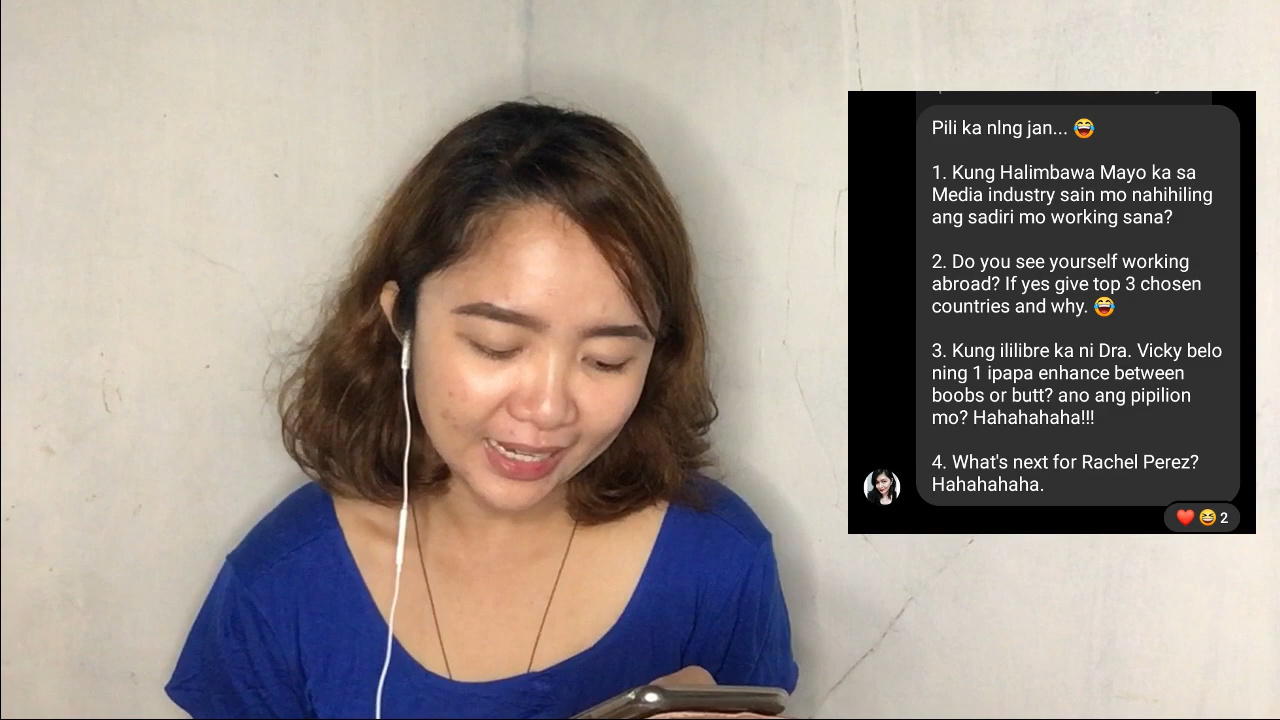 Pili ka nlng jan... 😂
1. Kung Halimbawa Mayo ka sa
Media industry sain mo nahihiling
ang sadiri mo working sana?
2. Do you see yourself working
abroad? If yes give top 3 chosen
countries and why. 😂
3. Kung ililibre ka ni Dra. Vicky belo
ning 1 ipapa enhance between
boobs or butt? ano ang pipilion
mo? Hahahahaha!!!
4. What's next for Rachel Perez?
Hahahahaha.
❤️ 😆 2